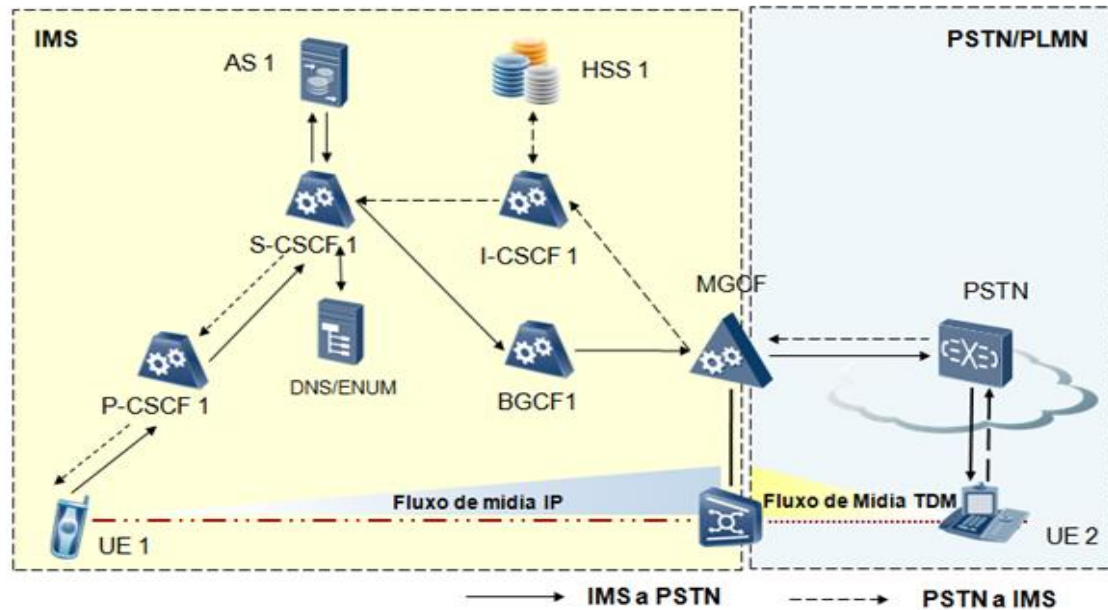 IMS
PSTN/PLMN
AS 1
HSS 1
S-CSCF 1
I-CSCF 1
MGCF
PSTN
DNS/ENUM
P-CSCF 1
BGCF1
Fluxo de midia IP
Fluxo de Mídia TDM
UE 1
UE 2
IMS a PSTN
PSTN a IMS